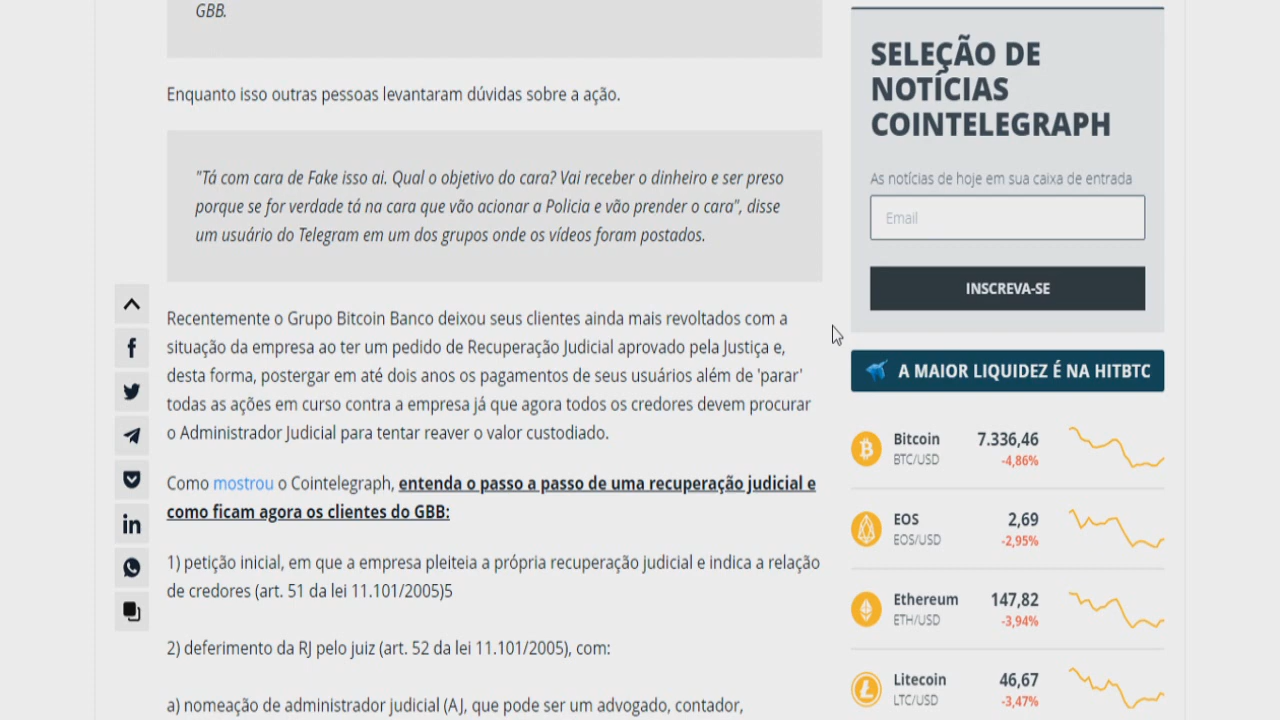 GBB.
Enquanto isso outras pessoas levantaram dúvidas sobre a ação.
"Tá com cara de Fake isso ai. Qual o objetivo do cara? Vai receber o dinheiro e ser preso
porque se for verdade tá na cara que vão acionar a Policia e vão prender o cara", disse
um usuário do Telegram em um dos grupos onde os vídeos foram postados.
Recentemente o Grupo Bitcoin Banco deixou seus clientes ainda mais revoltados com a
situação da empresa ao ter um pedido de Recuperação Judicial aprovado pela Justiça e,
desta forma, postergar em até dois anos os pagamentos de seus usuários além de 'parar'
todas as ações em curso contra a empresa já que agora todos os credores devem procurar
o Administrador Judicial para tentar reaver o valor custodiado.
Como mostrou o Cointelegraph, entenda o passo a passo de uma recuperação judicial e
como ficam agora os clientes do GBB:
1) petição inicial, em que a empresa pleiteia a própria recuperação judicial e indica a relação
de credores (art. 51 da lei 11.101/2005)5
2) deferimento da RJ pelo juiz (art. 52 da lei 11.101/2005), com:
a) nomeação de administrador judicial (AJ, que pode ser um advogado, contador,
SELEÇÃO DE
NOTÍCIAS
COINTELEGRAPH
As notícias de hoje em sua caixa de entrada
Email
INSCREVA-SE
A MAIOR LIQUIDEZ É NA HITBTC
Bitcoin 7.336,46
BTC/USD -4,86%
EOS 2,69
EOS/USD -2,95%
Ethereum 147,82
ETH/USD -3,94%
Litecoin 46,67
LTC/USD -3,47%